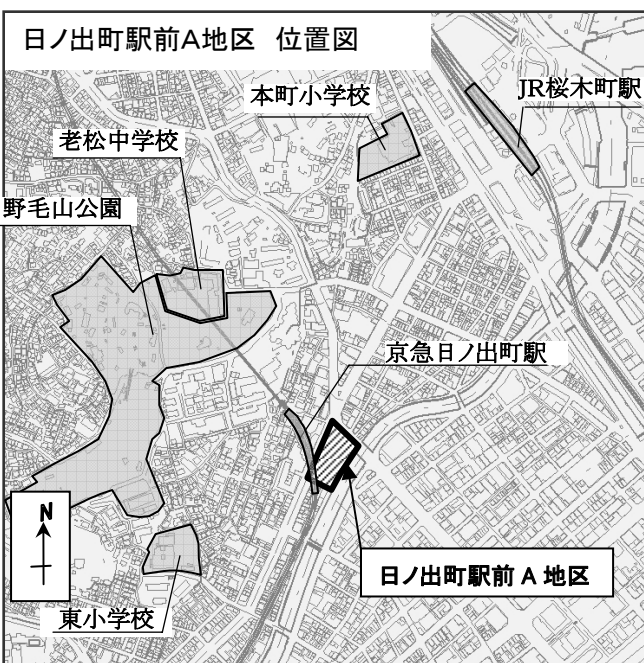 日ノ出町駅前A地区 位置図
本町小学校
JR桜木町駅
老松中学校
野毛山公園
京急日ノ出町駅
N
日ノ出町駅前 A 地区
東小学校